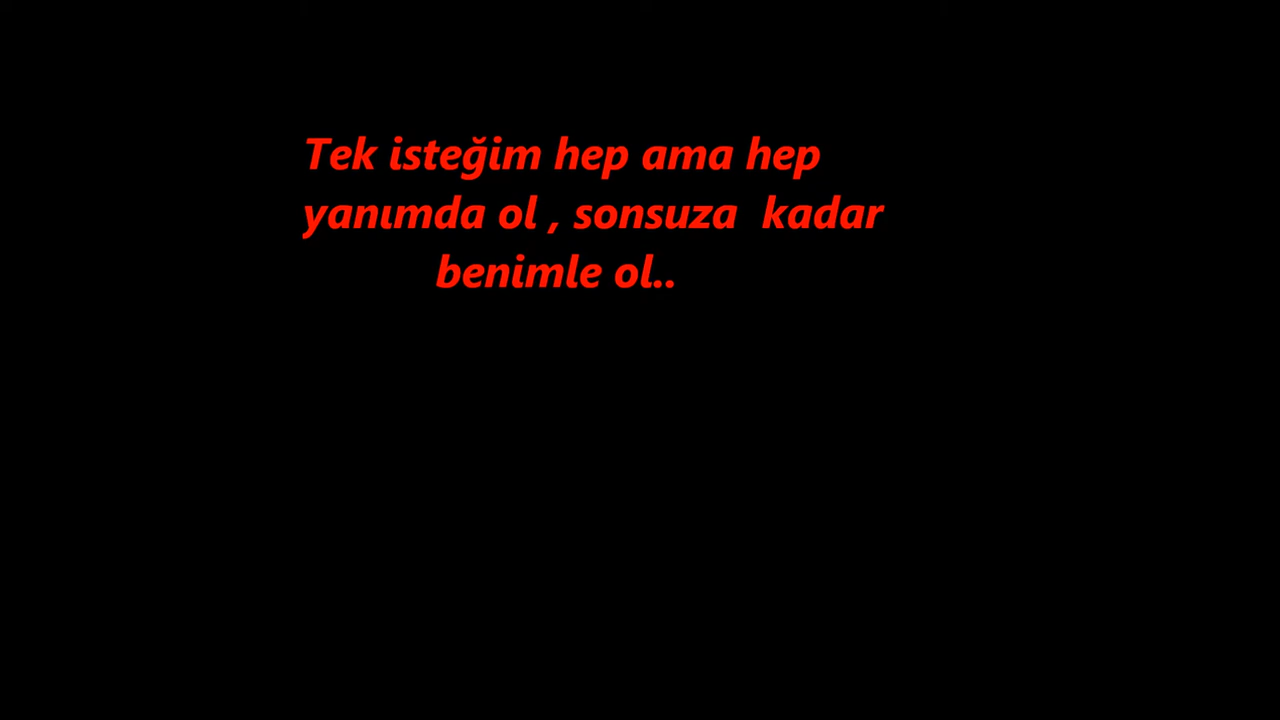 Tek isteğim hep ama hep
yanımda ol , sonsuza  kadar
benimle ol..